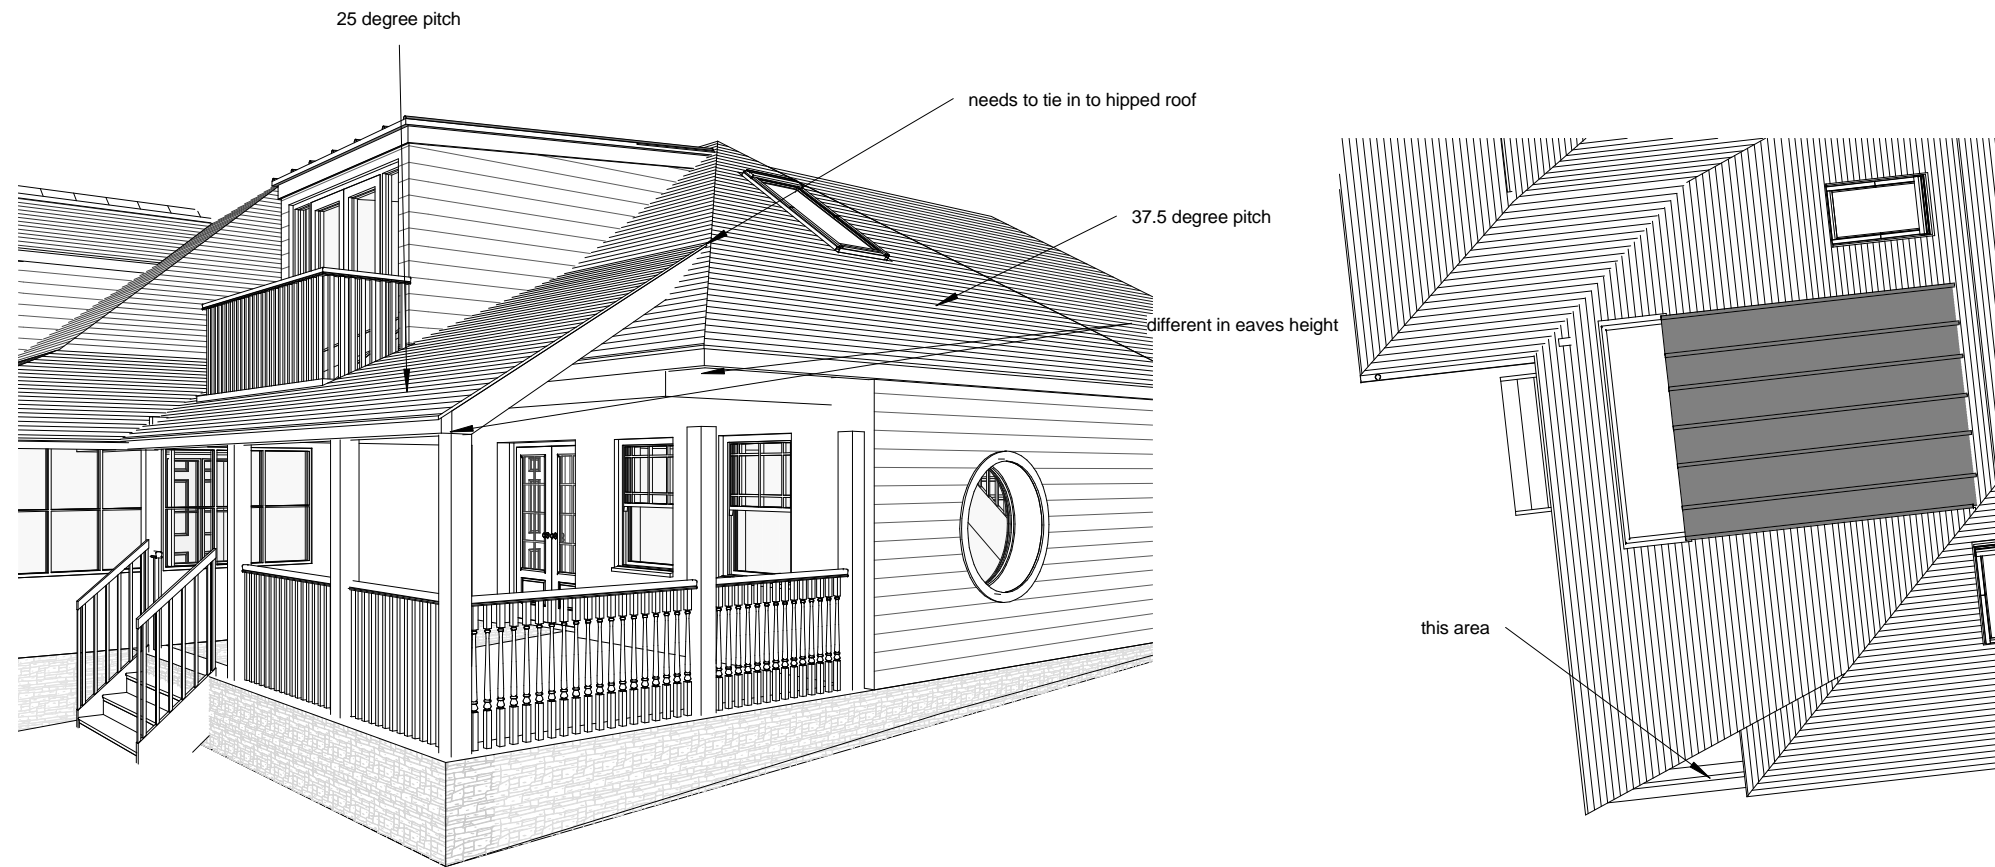 25 degree pitch
needs to tie in to hipped roof
37.5 degree pitch
different in eaves height
this area